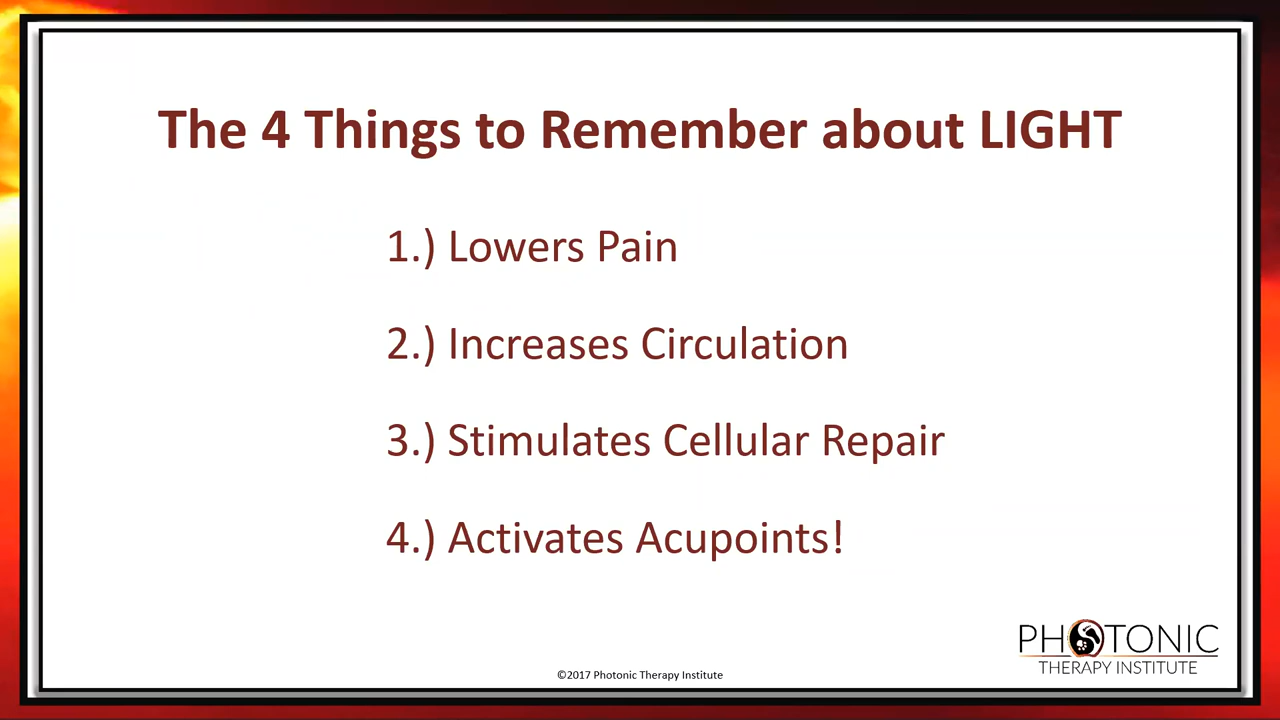 The 4 Things to Remember about LIGHT
1.) Lowers Pain
2.) Increases Circulation
3.) Stimulates Cellular Repair
4.) Activates Acupoints!
PHOTONIC
THERAPY INSTITUTE
©2017 Photonic Therapy Institute